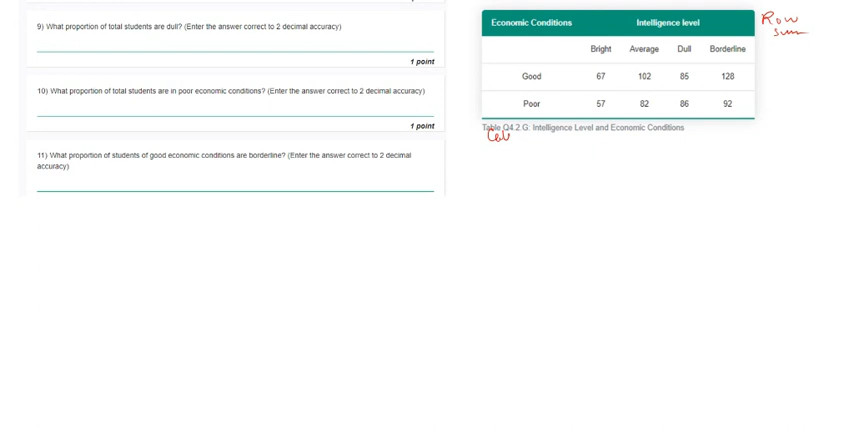 9) What proportion of total students are dull? (Enter the answer correct to 2 decimal accuracy)
1 point
10) What proportion of total students are in poor economic conditions? (Enter the answer correct to 2 decimal accuracy)
1 point
11) What proportion of students of good economic conditions are borderline? (Enter the answer correct to 2 decimal
accuracy)
Economic Conditions Intelligence level
Bright Average Dull Borderline
Good 67 102 85 128
Poor 57 82 86 92
Table Q4.2.G: Intelligence Level and Economic Conditions
Row
sum